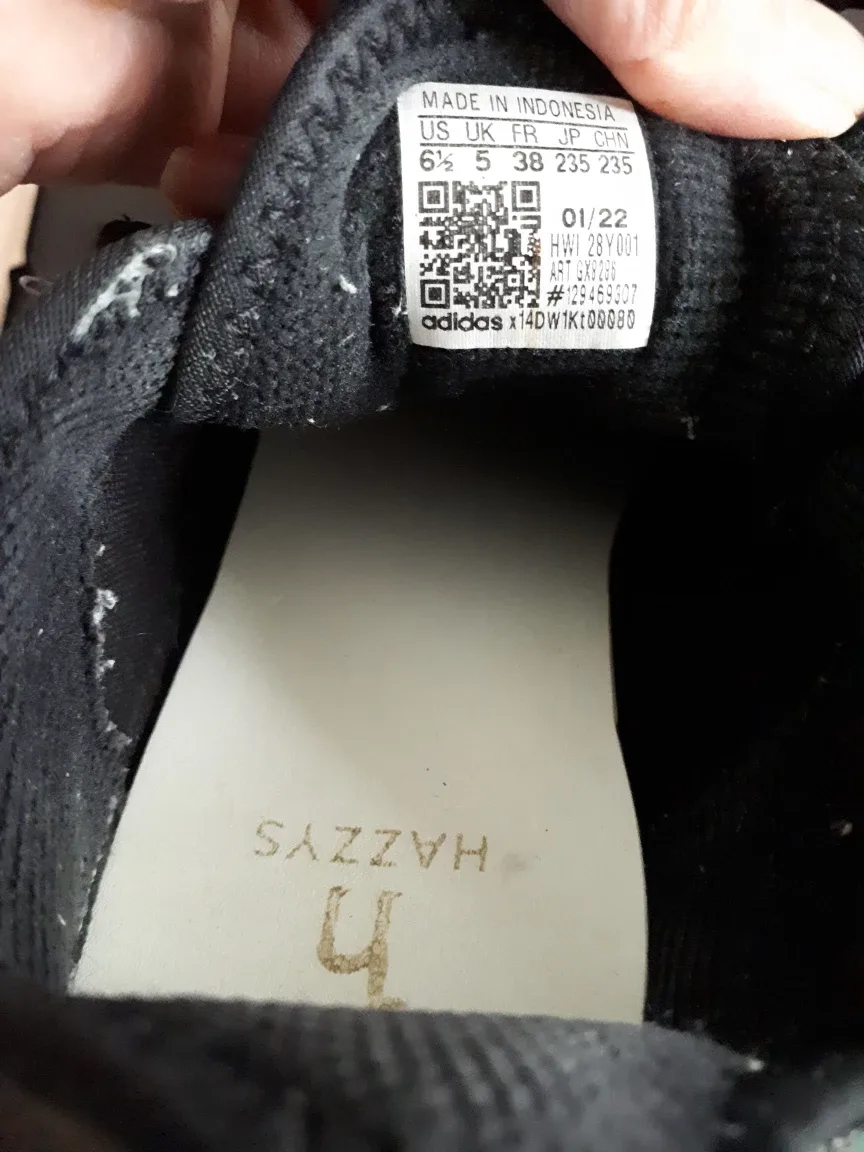 MADE IN INDONESIA
US UK FR JP CHN
6½ 5 38 235 235
01/22
HWI 28Y001
ART
#129469307
adidas x14DW1Kt00080
HAZZYS
h